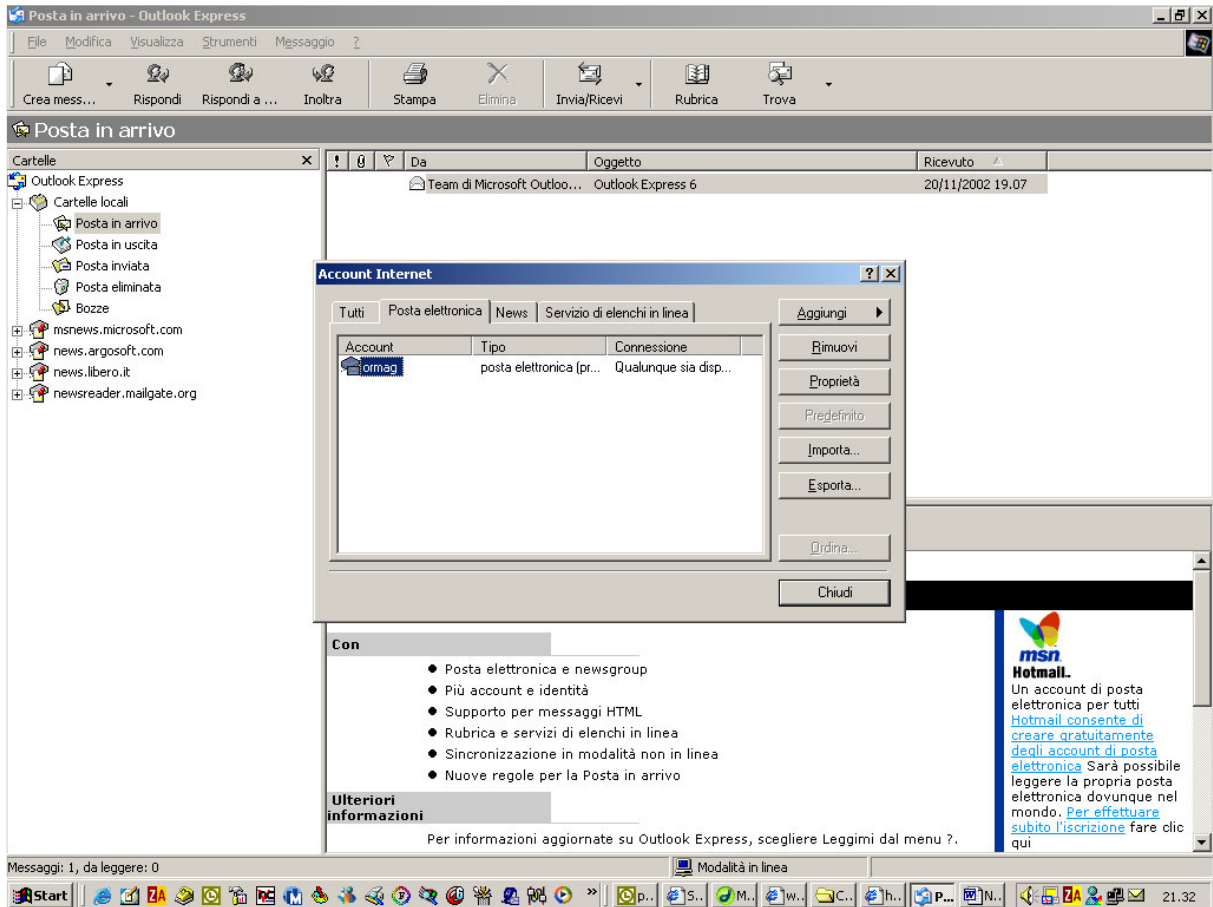 Posta in arrivo - Outlook Express
File Modifica Visualizza Strumenti Messaggio ?
Crea mess... Rispondi Rispondi a ... Inoltra Stampa Elimina Invia/Ricevi Rubrica Trova
Posta in arrivo
Cartelle
Outlook Express
Cartelle locali
Posta in arrivo
Posta in uscita
Posta inviata
Posta eliminata
Bozze
msnews.microsoft.com
news.argosoft.com
news.libero.it
newsreader.mailgate.org
! Da Oggetto Ricevuto
Team di Microsoft Outloo... Outlook Express 6 20/11/2002 19.07
Account Internet
Tutti Posta elettronica News Servizio di elenchi in linea
Account Tipo Connessione
ormag posta elettronica (pr... Qualunque sia disp...
Aggiungi
Rimuovi
Proprietà
Predefinito
Importa...
Esporta...
Ordina...
Chiudi
Con
Posta elettronica e newsgroup
Più account e identità
Supporto per messaggi HTML
Rubrica e servizi di elenchi in linea
Sincronizzazione in modalità non in linea
Nuove regole per la Posta in arrivo
Ulteriori
informazioni
Per informazioni aggiornate su Outlook Express, scegliere Leggimi dal menu ?.
msn
Hotmail.
Un account di posta
elettronica per tutti
Hotmail consente di
creare gratuitamente
degli account di posta
elettronica Sarà possibile
leggere la propria posta
elettronica dovunque nel
mondo. Per effettuare
subito l'iscrizione fare clic
qui
Messaggi: 1, da leggere: 0 Modalità in linea
Start ZA » p.. S.. M.. w.. C.. h.. P... N.. ZA 21.32